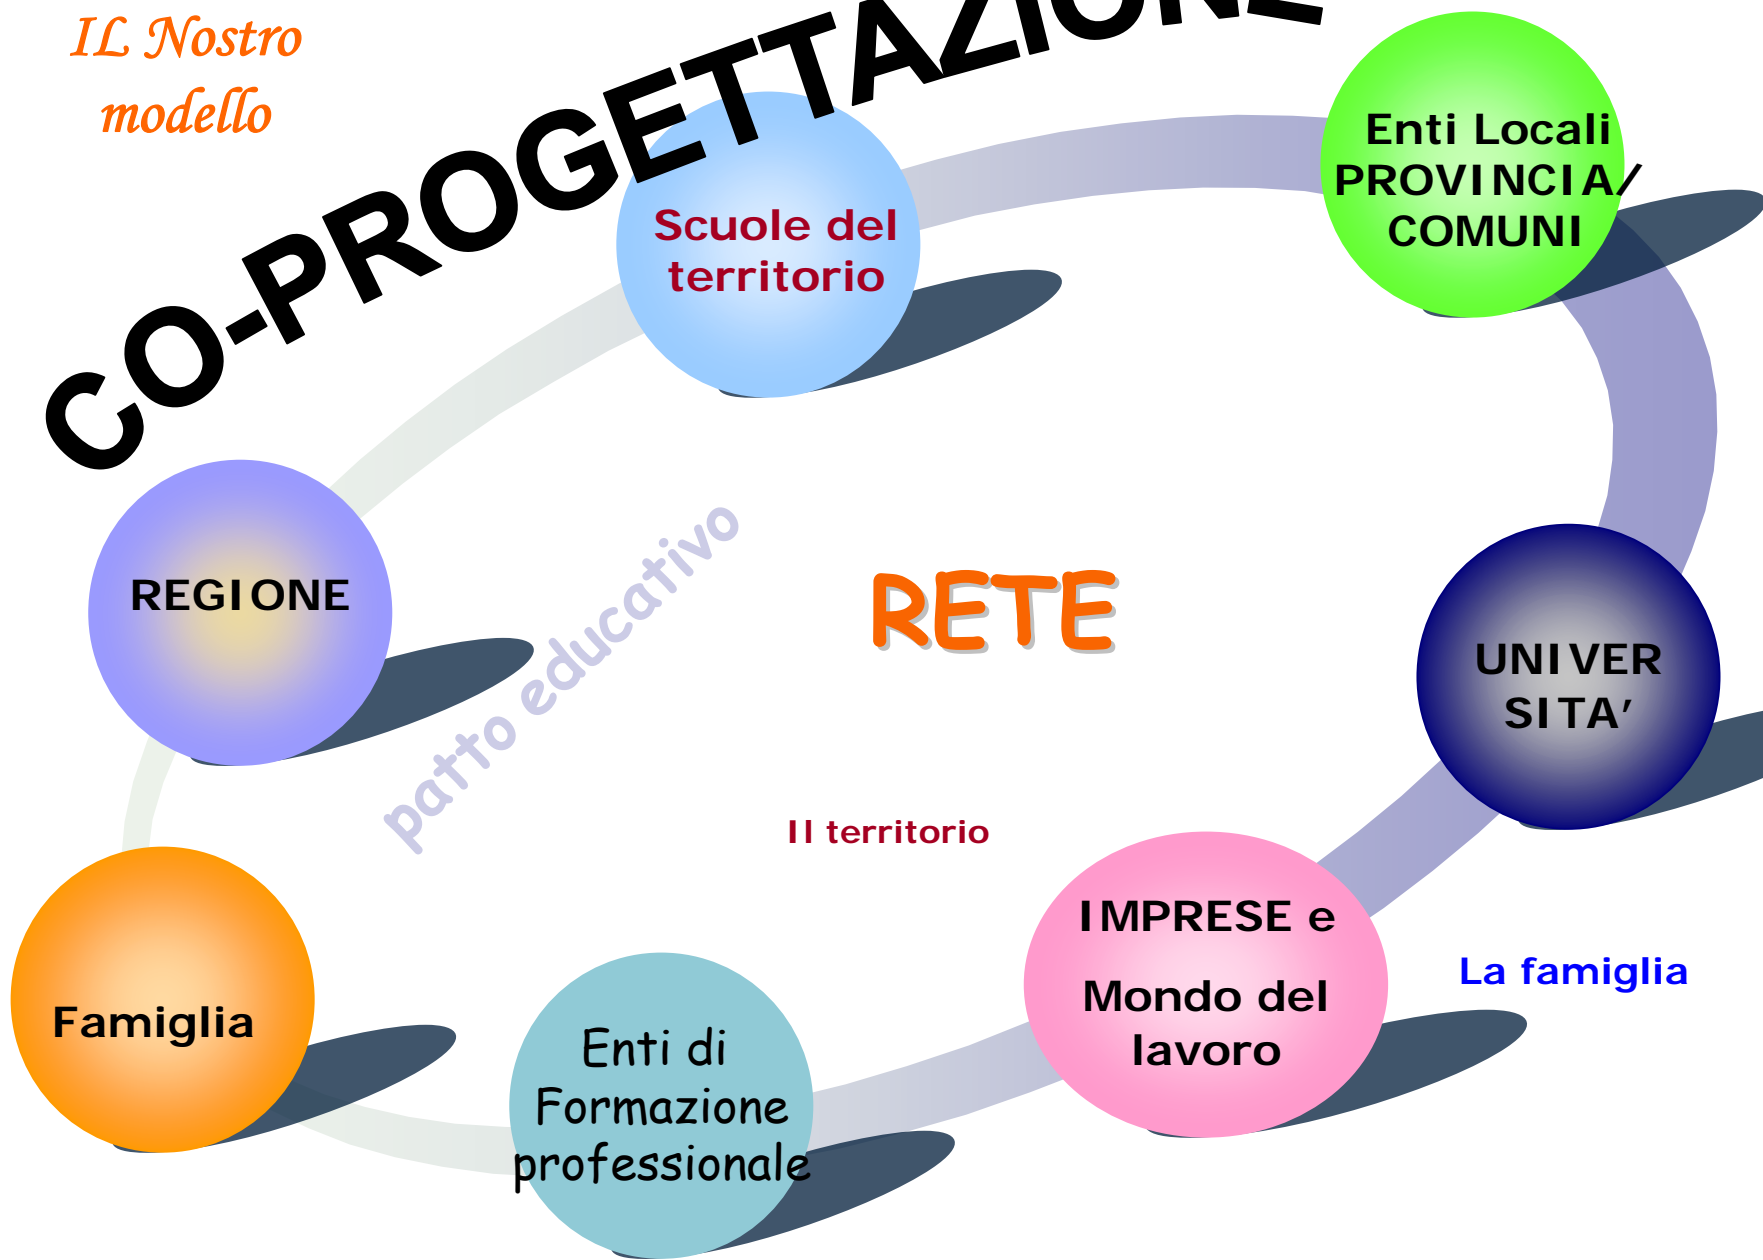 IL Nostro
modello
CO-PROGETTAZIONE
Enti Locali
PROVINCIA/
COMUNI
Scuole del
territorio
REGIONE
patto educativo
RETE
UNIVER
SITA’
Il territorio
IMPRESE e
Mondo del
lavoro
La famiglia
Famiglia
Enti di
Formazione
professionale